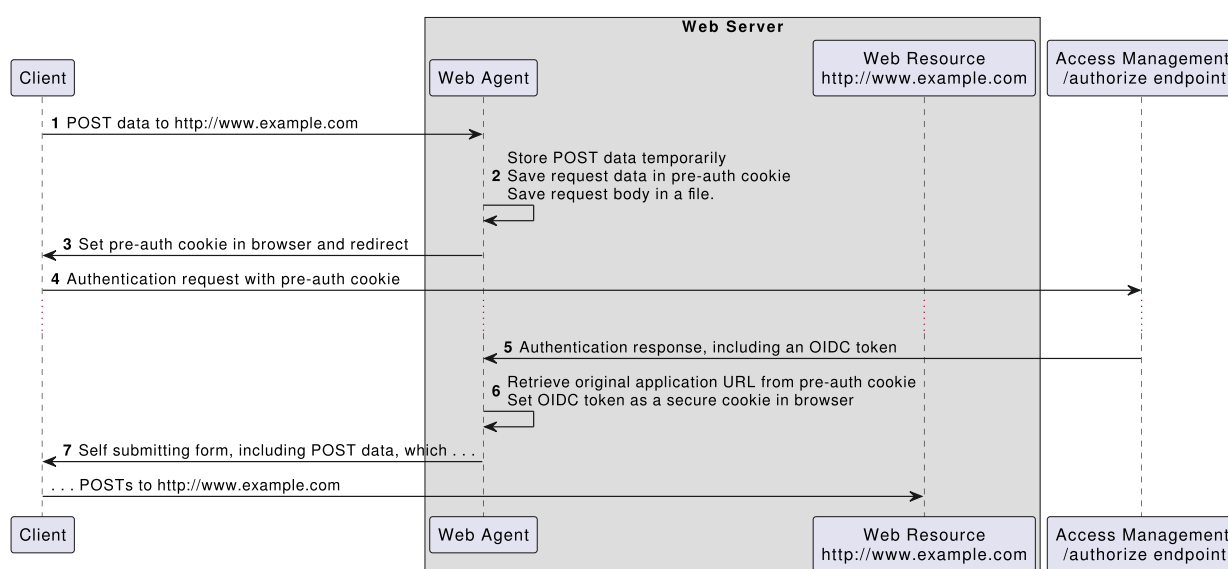 Web Server
Client
Web Agent
Web Resource
http://www.example.com
Access Management
/authorize endpoint
1 POST data to http://www.example.com
Store POST data temporarily
2 Save request data in pre-auth cookie
Save request body in a file.
3 Set pre-auth cookie in browser and redirect
4 Authentication request with pre-auth cookie
5 Authentication response, including an OIDC token
Retrieve original application URL from pre-auth cookie
6
Set OIDC token as a secure cookie in browser
7 Self submitting form, including POST data, which . . .
. . . POSTs to http://www.example.com
Client
Web Agent
Web Resource
http://www.example.com
Access Management
/authorize endpoint